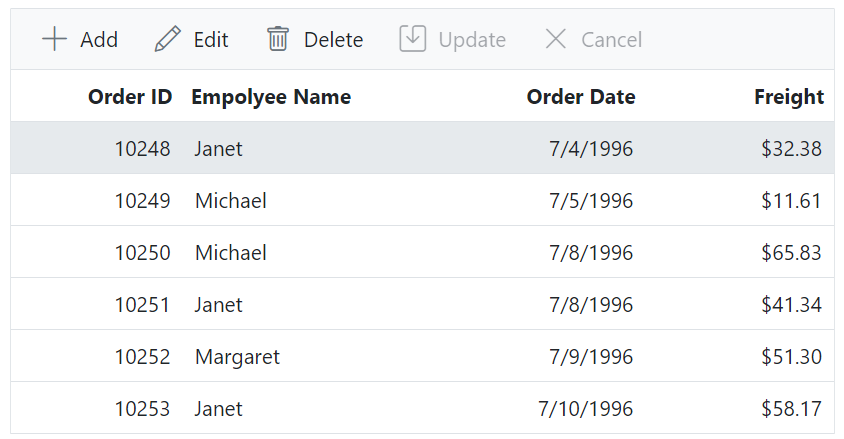 Add Edit Delete Update Cancel
Order ID Empolyee Name Order Date Freight
10248 Janet 7/4/1996 $32.38
10249 Michael 7/5/1996 $11.61
10250 Michael 7/8/1996 $65.83
10251 Janet 7/8/1996 $41.34
10252 Margaret 7/9/1996 $51.30
10253 Janet 7/10/1996 $58.17